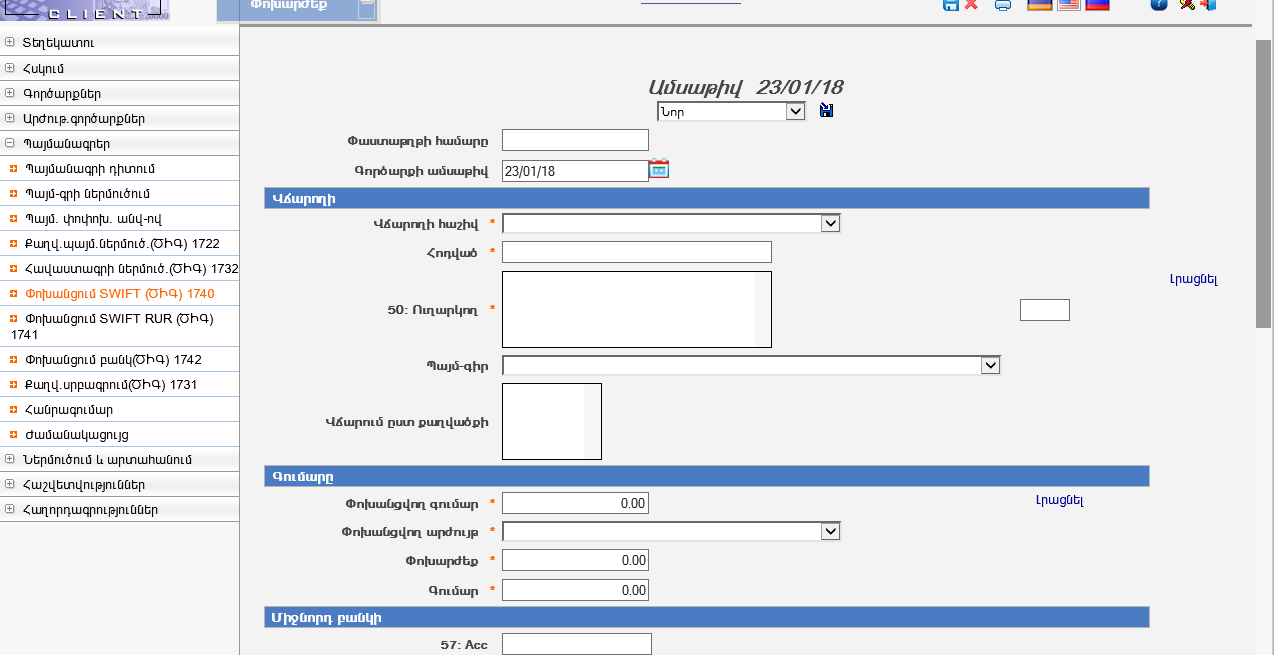 CLIENT
Փոխարժեք
Տեղեկատու
Հսկում
Գործարքներ
Արժութ.գործարքներ
Պայմանագրեր
Պայմանագրի դիտում
Պայմ-գրի ներմուծում
Պայմ. փոփոխ. անվ-ով
Քաղվ.պայմ.ներմուծ.(ԾԻԳ) 1722
Հավաստագրի ներմուծ.(ԾԻԳ) 1732
Փոխանցում SWIFT (ԾԻԳ) 1740
Փոխանցում SWIFT RUR (ԾԻԳ)
1741
Փոխանցում բանկ(ԾԻԳ) 1742
Քաղվ.սրբագրում(ԾԻԳ) 1731
Հանրագումար
Ժամանակացույց
Ներմուծում և արտահանում
Հաշվետվություններ
Հաղորդագրություններ
Ամսաթիվ 23/01/18
Նոր
Փաստաթղթի համարը
Գործարքի ամսաթիվ 23/01/18
Վճարողի
Վճարողի հաշիվ *
Հոդված *
Լրացնել
50: Ուղարկող *
Պայմ-գիր
Վճարում ըստ քաղվածքի
Գումարը
Փոխանցվող գումար * 0.00 Լրացնել
Փոխանցվող արժույթ *
Փոխարժեք * 0.00
Գումար * 0.00
Միջնորդ բանկի
57: Acc